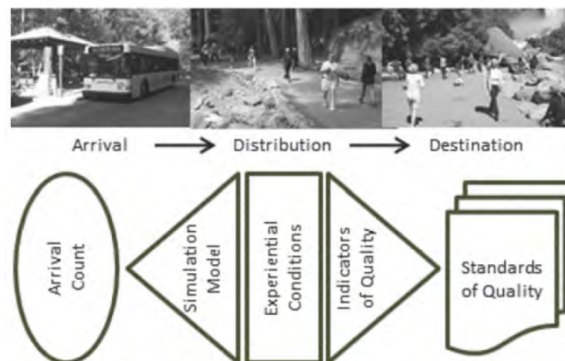 Arrival → Distribution → Destination
Arrival
Count
Simulation
Model
Experiential
Conditions
Indicators
of Quality
Standards
of Quality